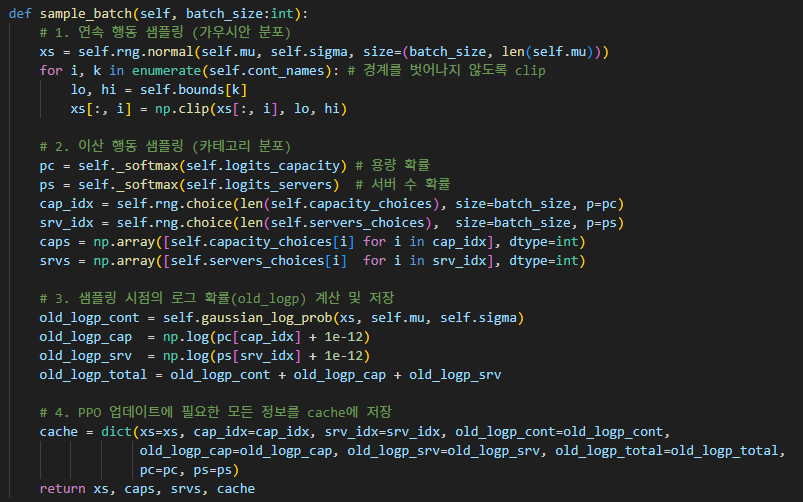 def sample_batch(self, batch_size:int):
    # 1. 연속 행동 샘플링 (가우시안 분포)
    xs = self.rng.normal(self.mu, self.sigma, size=(batch_size, len(self.mu)))
    for i, k in enumerate(self.cont_names): # 경계를 벗어나지 않도록 clip
        lo, hi = self.bounds[k]
        xs[:, i] = np.clip(xs[:, i], lo, hi)

    # 2. 이산 행동 샘플링 (카테고리 분포)
    pc = self._softmax(self.logits_capacity) # 용량 확률
    ps = self._softmax(self.logits_servers)  # 서버 수 확률
    cap_idx = self.rng.choice(len(self.capacity_choices), size=batch_size, p=pc)
    srv_idx = self.rng.choice(len(self.servers_choices),  size=batch_size, p=ps)
    caps = np.array([self.capacity_choices[i] for i in cap_idx], dtype=int)
    srvs = np.array([self.servers_choices[i]  for i in srv_idx], dtype=int)

    # 3. 샘플링 시점의 로그 확률(old_logp) 계산 및 저장
    old_logp_cont = self.gaussian_log_prob(xs, self.mu, self.sigma)
    old_logp_cap  = np.log(pc[cap_idx] + 1e-12)
    old_logp_srv  = np.log(ps[srv_idx] + 1e-12)
    old_logp_total = old_logp_cont + old_logp_cap + old_logp_srv

    # 4. PPO 업데이트에 필요한 모든 정보를 cache에 저장
    cache = dict(xs=xs, cap_idx=cap_idx, srv_idx=srv_idx, old_logp_cont=old_logp_cont,
                 old_logp_cap=old_logp_cap, old_logp_srv=old_logp_srv, old_logp_total=old_logp_total,
                 pc=pc, ps=ps)
    return xs, caps, srvs, cache